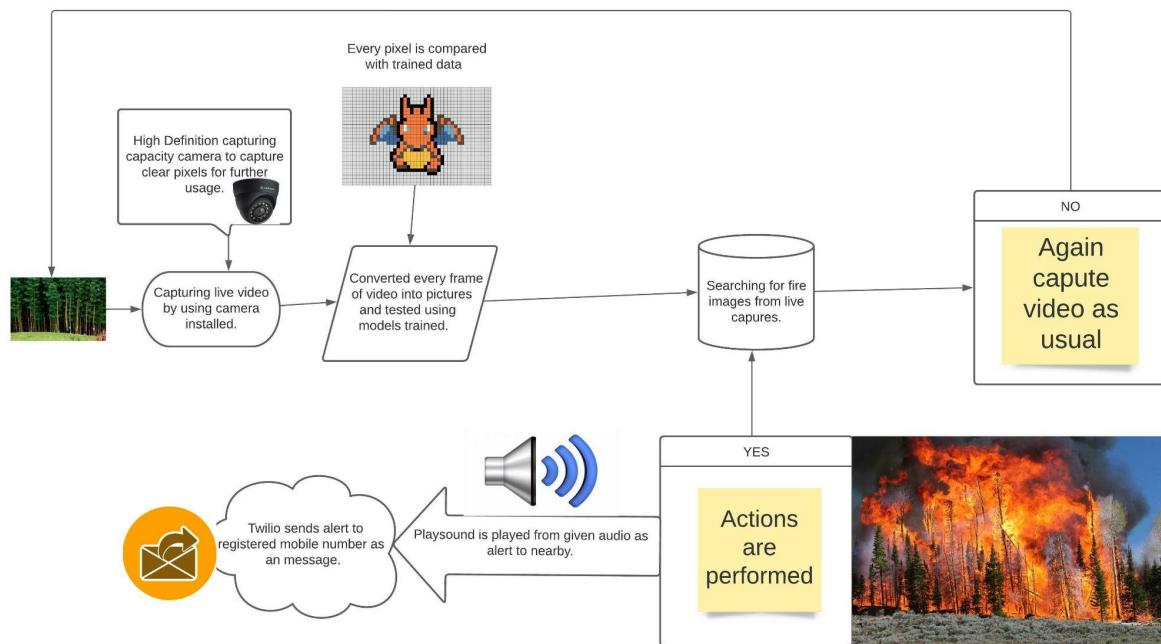 Every pixel is compared
with trained data
High Definition capturing
capacity camera to capture
clear pixels for further
usage.
Capturing live video
by using camera
installed.
Converted every frame
of video into pictures
and tested using
models trained.
Searching for fire
images from live
capures.
NO
Again
capute
video as
usual
YES
Actions
are
performed
Playsound is played from given audio as
alert to nearby.
Twilio sends alert to
registered mobile number as
an message.